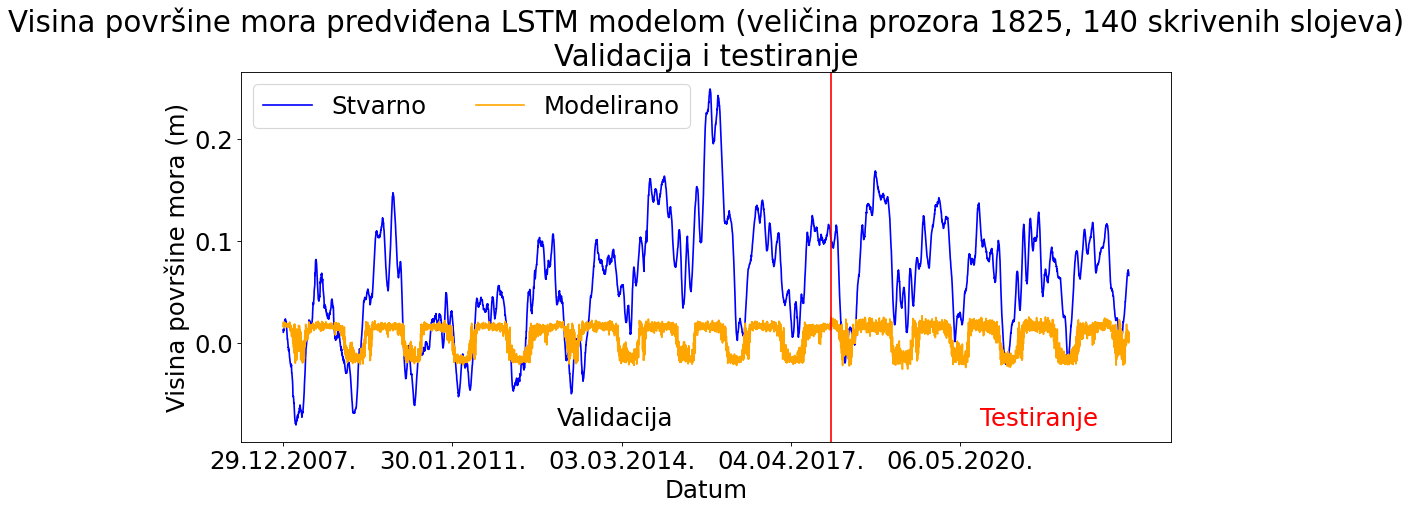 Visina površine mora predviđena LSTM modelom (veličina prozora 1825, 140 skrivenih slojeva)
Validacija i testiranje
Stvarno
Modelirano
Visina površine mora (m)
0.2
0.1
0.0
Validacija
Testiranje
29.12.2007.
30.01.2011.
03.03.2014.
04.04.2017.
06.05.2020.
Datum